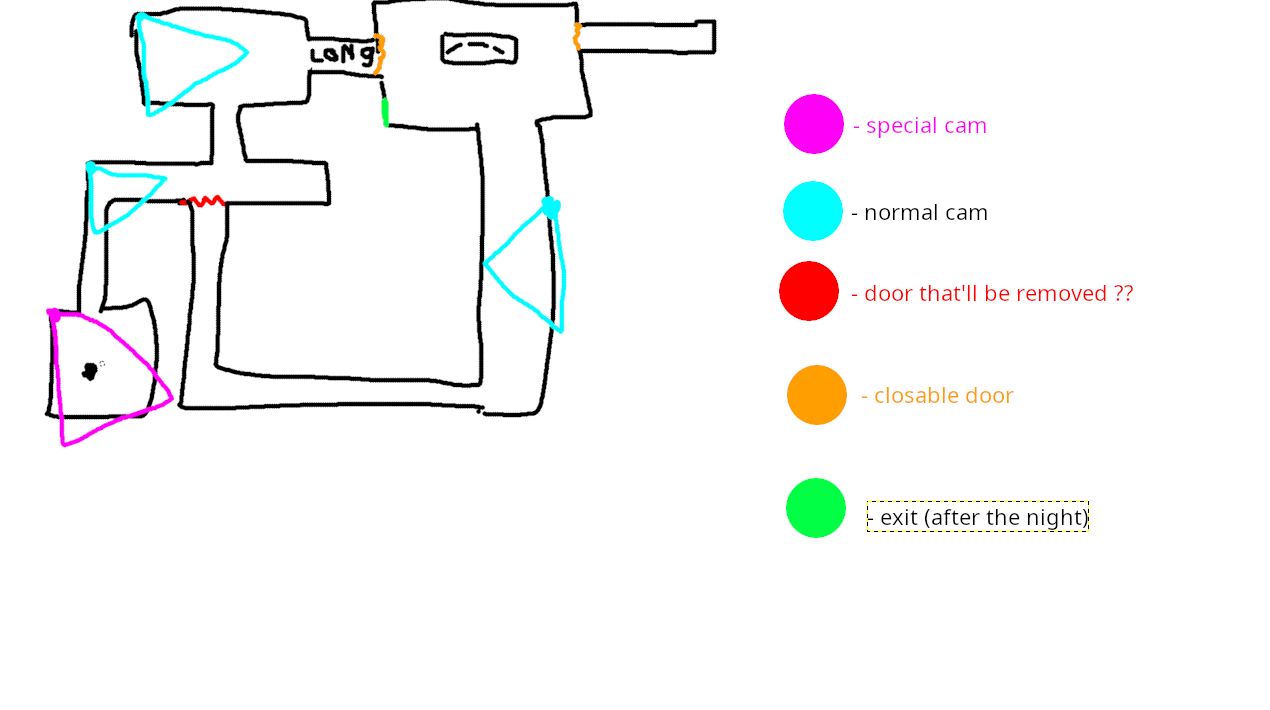 LONG
- special cam
- normal cam
- door that'll be removed ??
- closable door
- exit (after the night)